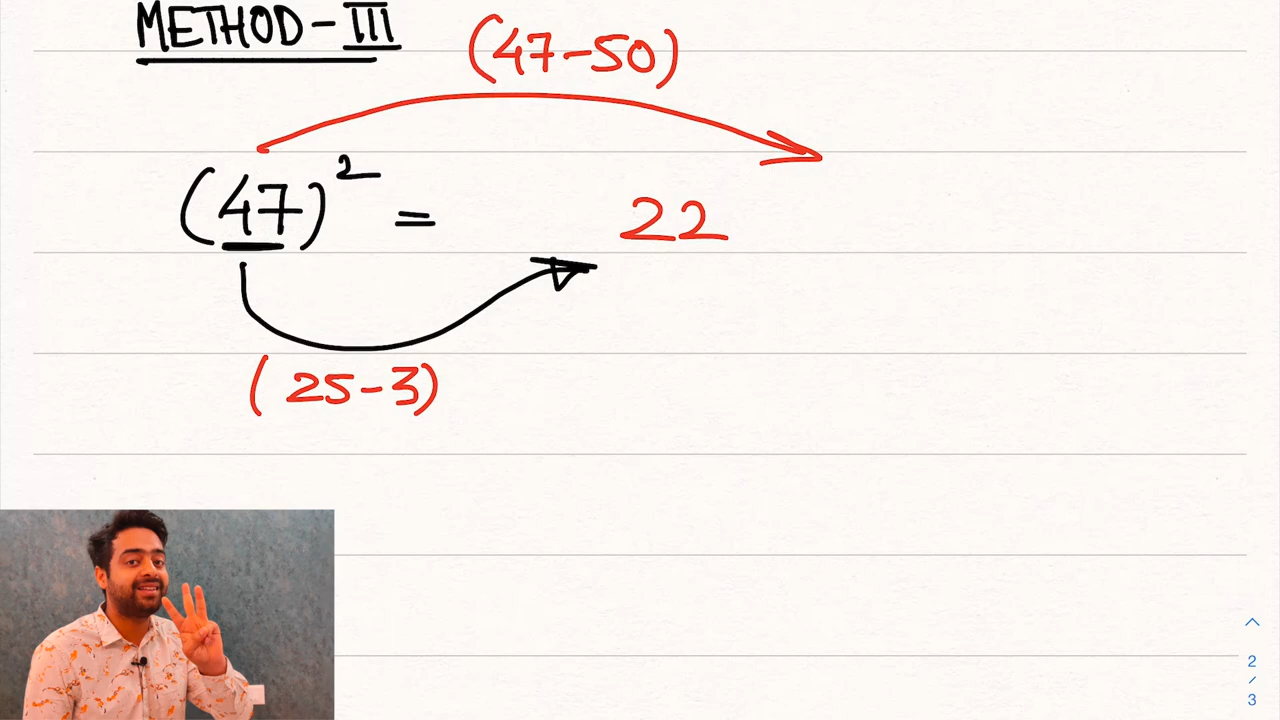 METHOD - III
(47-50)
(47)² = 22
(25-3)
2
/
3